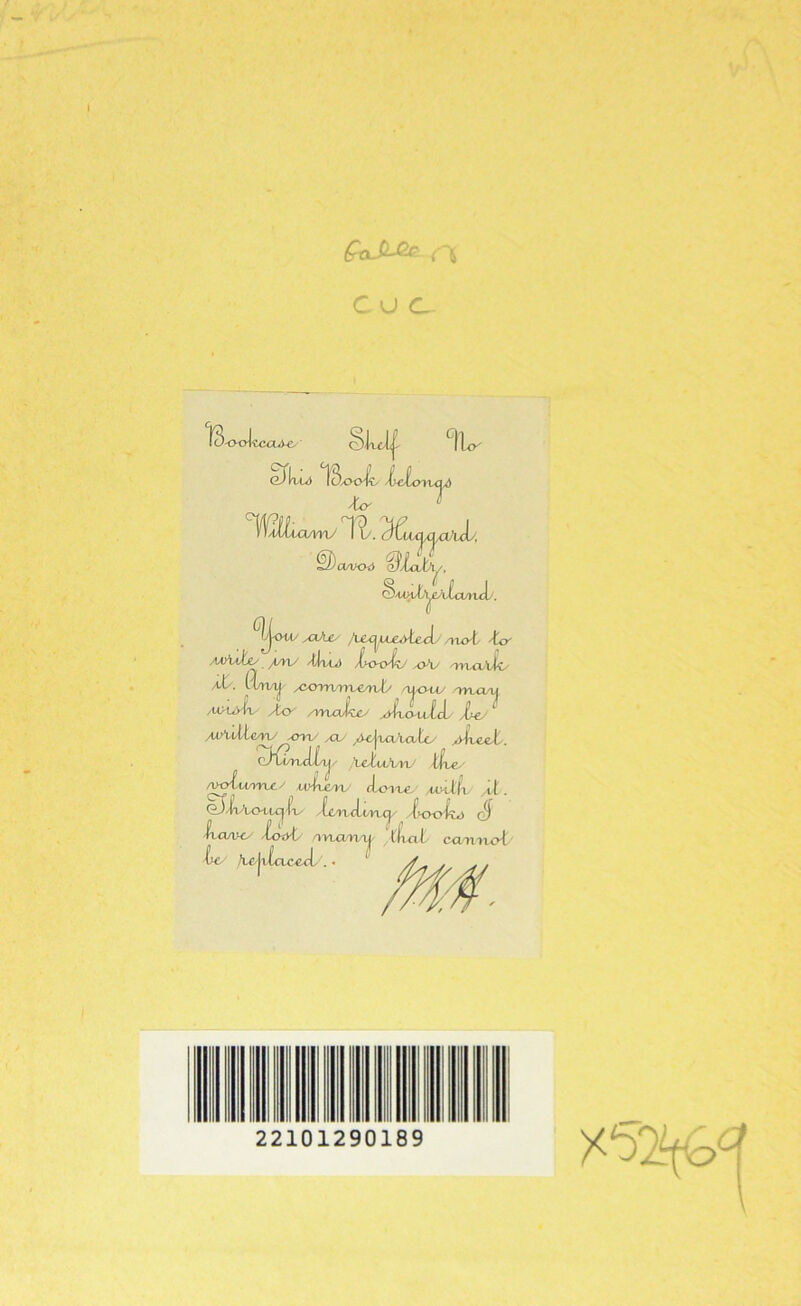 CUC
Bookcase Shelf No
This Book belongs
to
William R. Huggard,
Davos Platz,
Switzerland.
You are requested not to
write in this book or mark
it. Any comment you may
wish to make should be
written on a separate sheet.
Kindly return the
volume when done with it.
Through lending books I
have lost many that cannot
be replaced.
22101290189
X52469